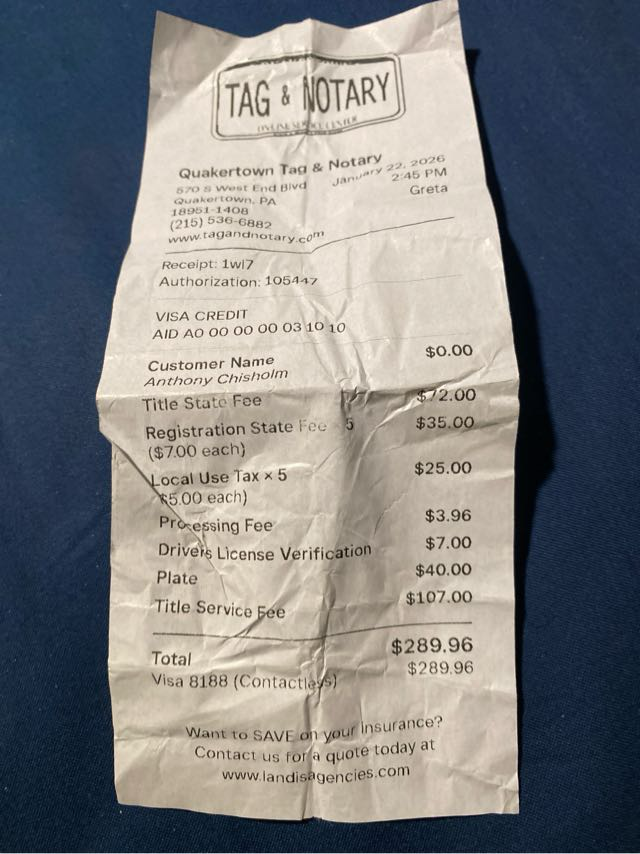 TAG & NOTARY
ONLINE SERVICE CENTER
Quakertown Tag & Notary
January 22, 2026
570 S West End Blvd
2:45 PM
Quakertown, PA
Greta
18951-1408
(215) 536-6882
www.tagandnotary.com
Receipt: 1wi7
Authorization: 105447
VISA CREDIT
AID A0 00 00 00 03 10 10
Customer Name $0.00
Anthony Chisholm
Title State Fee $72.00
Registration State Fee × 5 $35.00
($7.00 each)
Local Use Tax × 5 $25.00
$5.00 each)
Processing Fee $3.96
Drivers License Verification $7.00
Plate $40.00
Title Service Fee $107.00
Total $289.96
Visa 8188 (Contactless) $289.96
Want to SAVE on your insurance?
Contact us for a quote today at
www.landisagencies.com